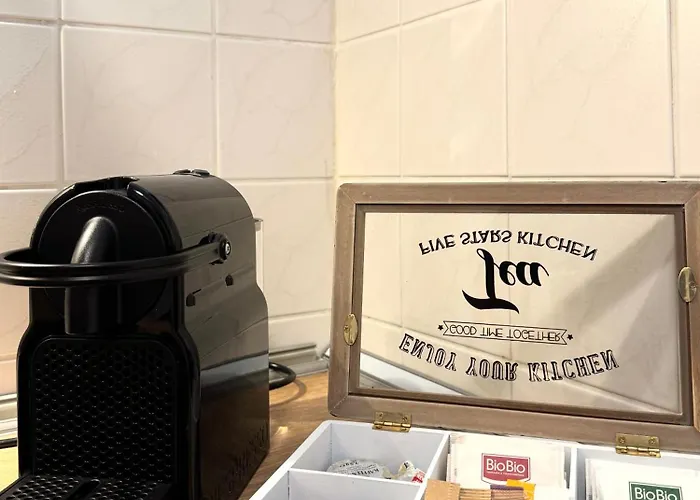 FIVE STARS KITCHEN
Tea
GOOD TIME TOGETHER
ENJOY YOUR KITCHEN
BioBio
BioBio